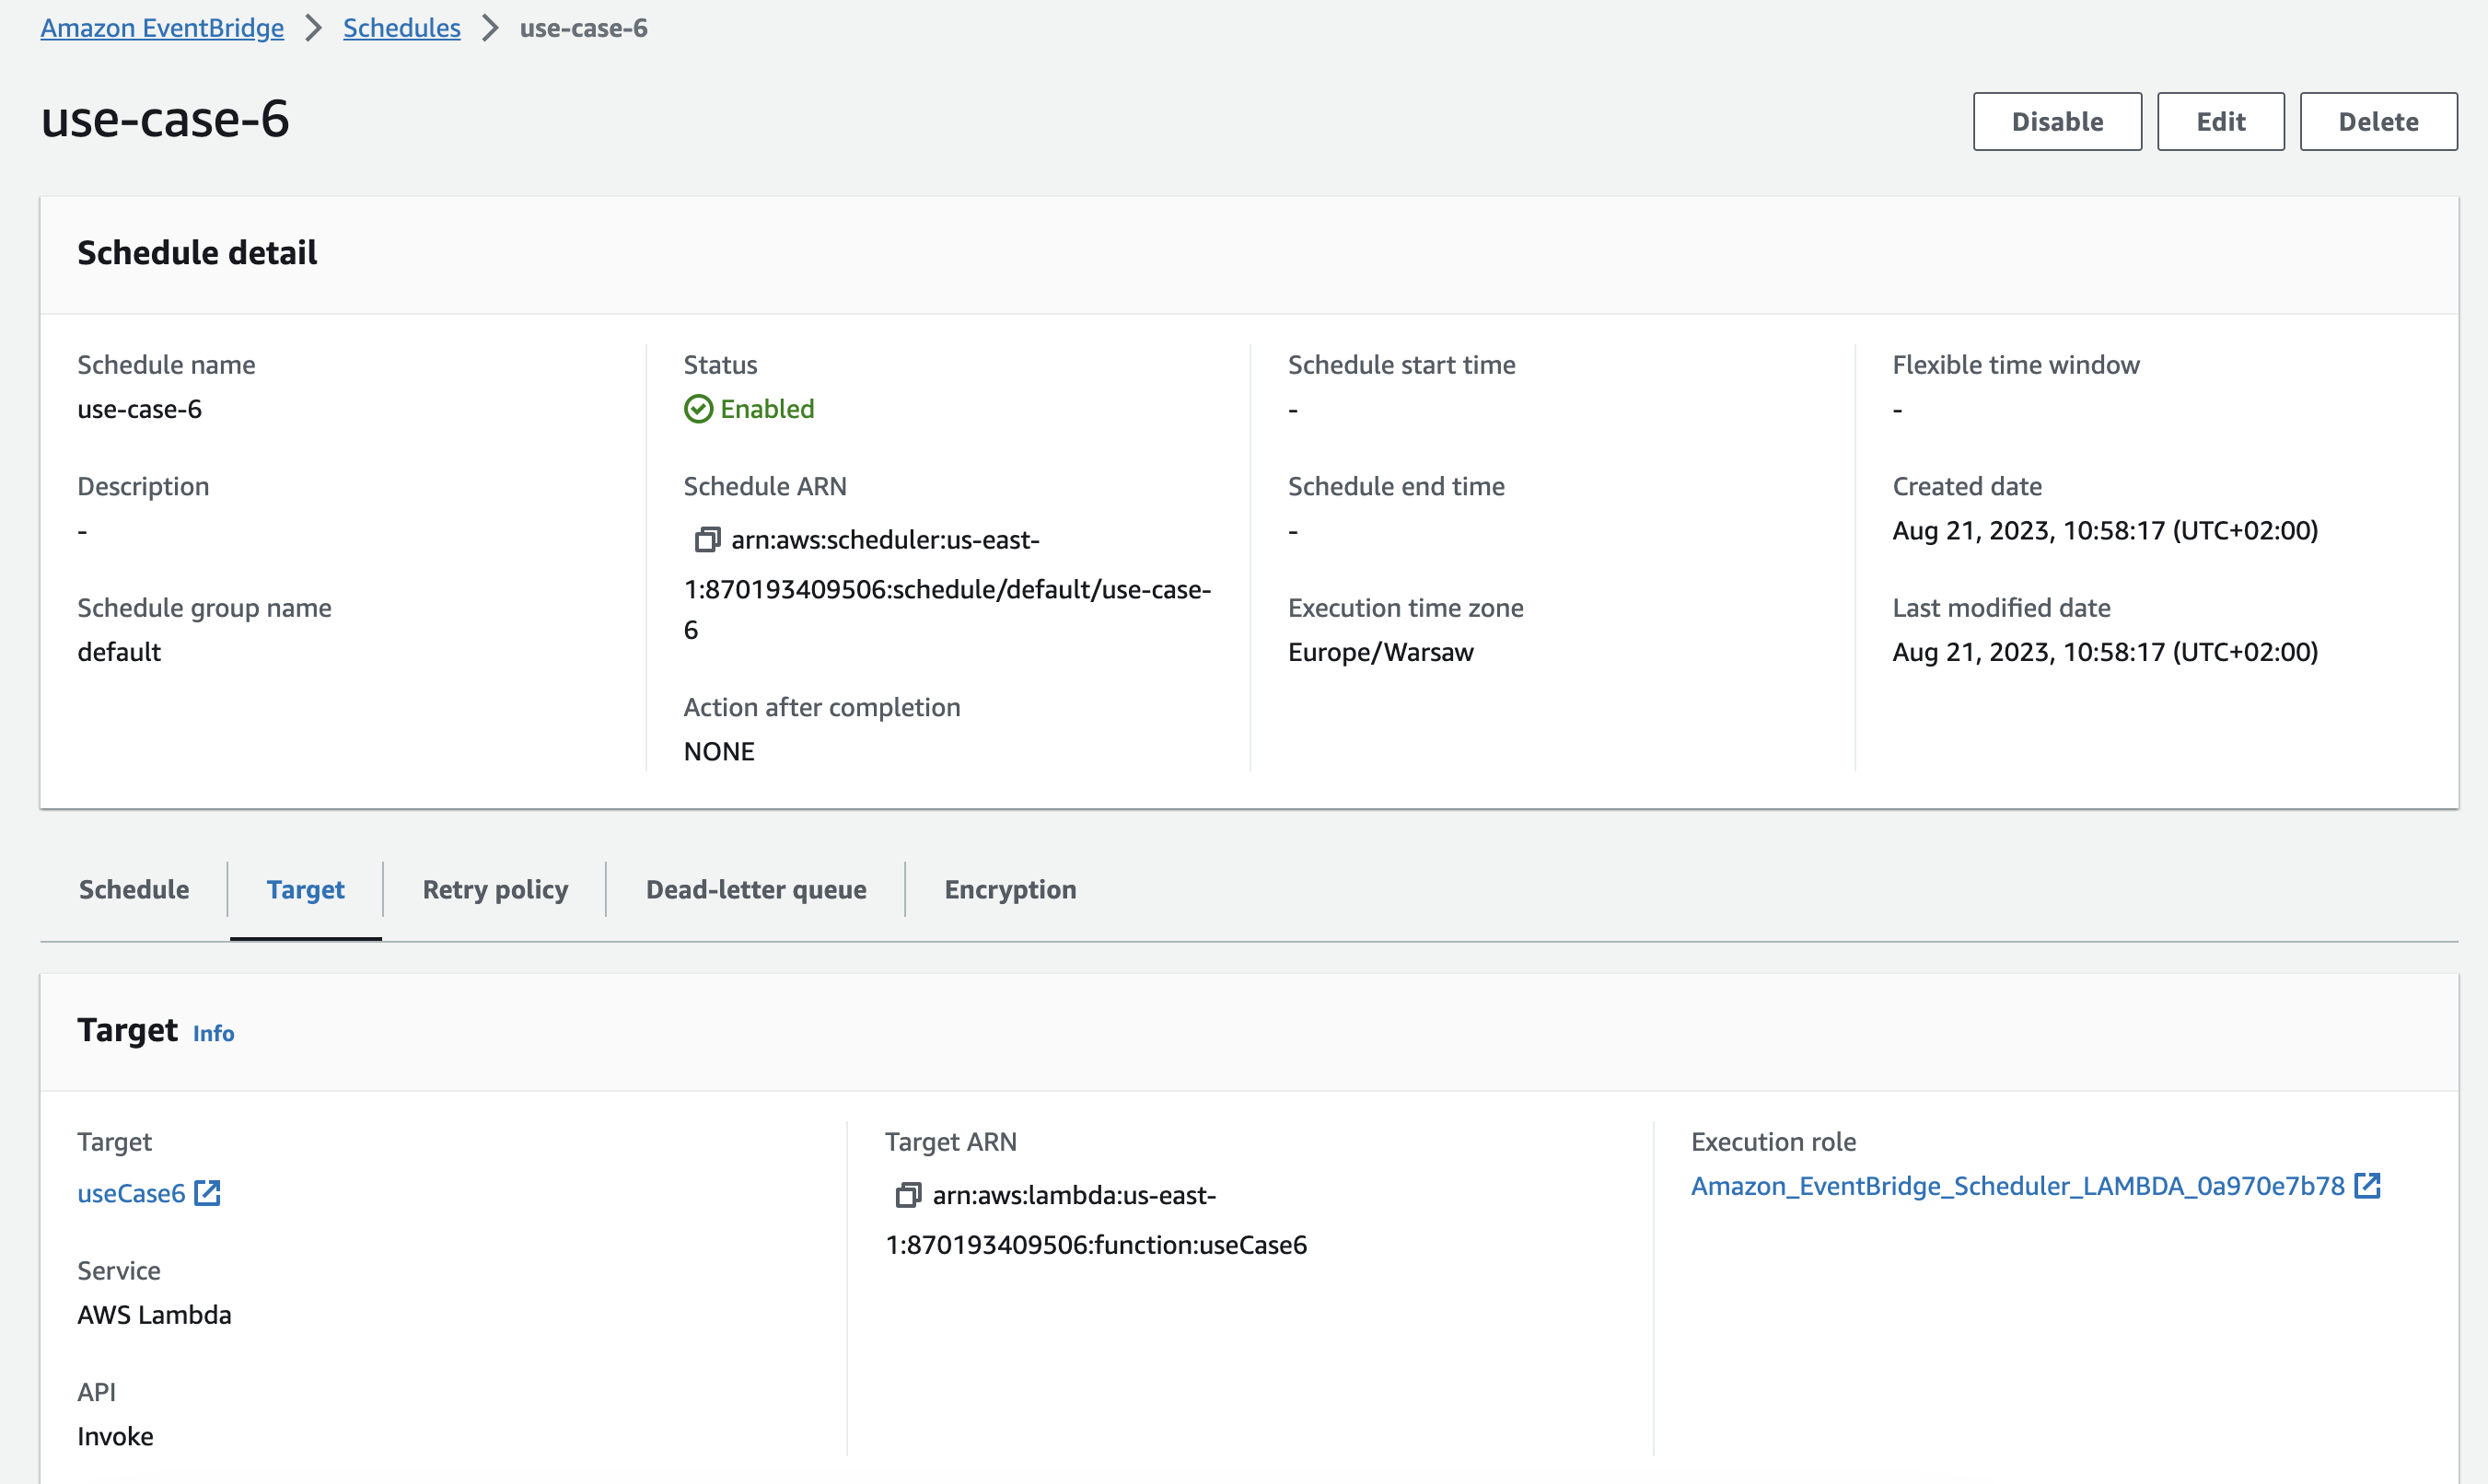 Amazon EventBridge > Schedules > use-case-6
use-case-6
Disable
Edit
Delete
Schedule detail
Schedule name
use-case-6
Description
-
Schedule group name
default
Status
Enabled
Schedule ARN
arn:aws:scheduler:us-east-
1:870193409506:schedule/default/use-case-
6
Action after completion
NONE
Schedule start time
-
Schedule end time
-
Execution time zone
Europe/Warsaw
Flexible time window
-
Created date
Aug 21, 2023, 10:58:17 (UTC+02:00)
Last modified date
Aug 21, 2023, 10:58:17 (UTC+02:00)
Schedule
Target
Retry policy
Dead-letter queue
Encryption
Target Info
Target
useCase6
Service
AWS Lambda
API
Invoke
Target ARN
arn:aws:lambda:us-east-
1:870193409506:function:useCase6
Execution role
Amazon_EventBridge_Scheduler_LAMBDA_0a970e7b78